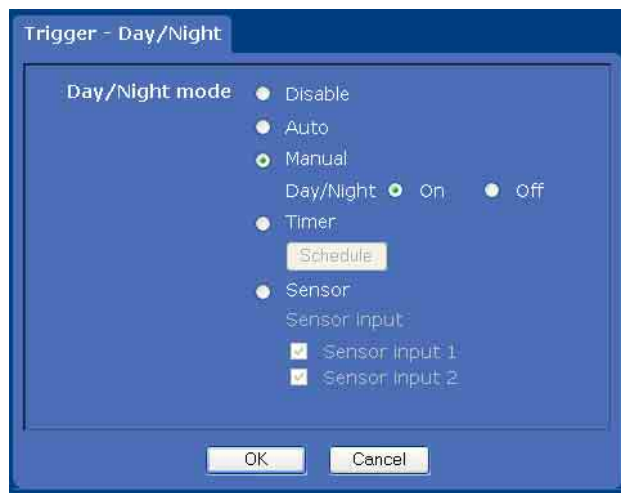 Trigger - Day/Night
Day/Night mode
Disable
Auto
Manual
Day/Night On Off
Timer
Schedule
Sensor
Sensor input
Sensor input 1
Sensor input 2
OK Cancel